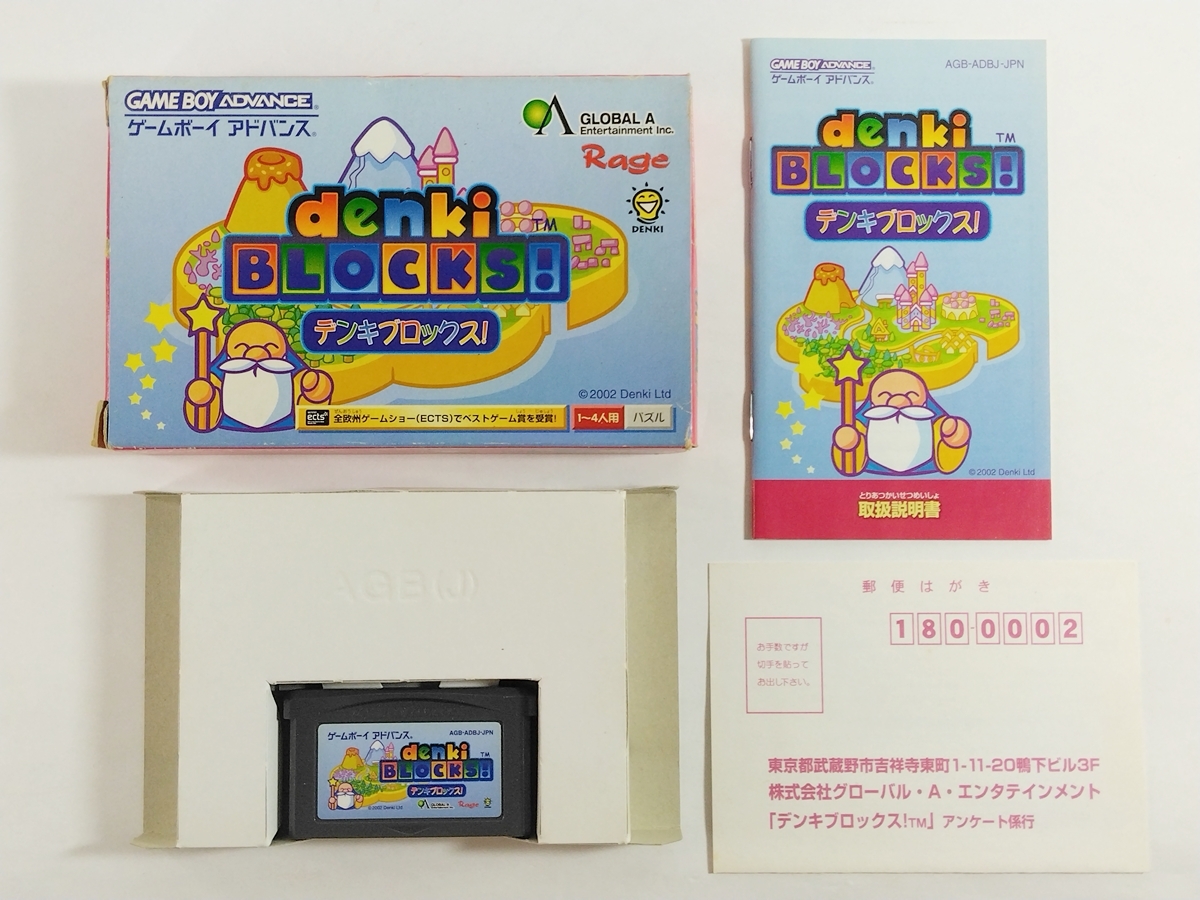 GAME BOY ADVANCE
ゲームボーイ アドバンス
GLOBAL A
Entertainment Inc.
Rage
DENKI
denki TM
BLOCKS!
デンキブロックス!
©2002 Denki Ltd
ects
全欧州ゲームショー(ECTS)でベストゲーム賞を受賞!
1~4人用
パズル
GAME BOY ADVANCE
ゲームボーイ アドバンス
AGB-ADBJ-JPN
denki TM
BLOCKS!
デンキブロックス!
©2002 Denki Ltd
とりあつかいせつめいしょ
取扱説明書
ゲームボーイ アドバンス
AGB-ADBJ-JPN
denki TM
BLOCKS!
デンキブロックス!
©2002 Denki Ltd
GLOBAL A
Rage
郵便はがき
180-0002
お手数ですが
切手を貼って
お出し下さい。
東京都武蔵野市吉祥寺東町1-11-20鴨下ビル3F
株式会社グローバル・A・エンタテインメント
「デンキブロックス!TM」 アンケート係行